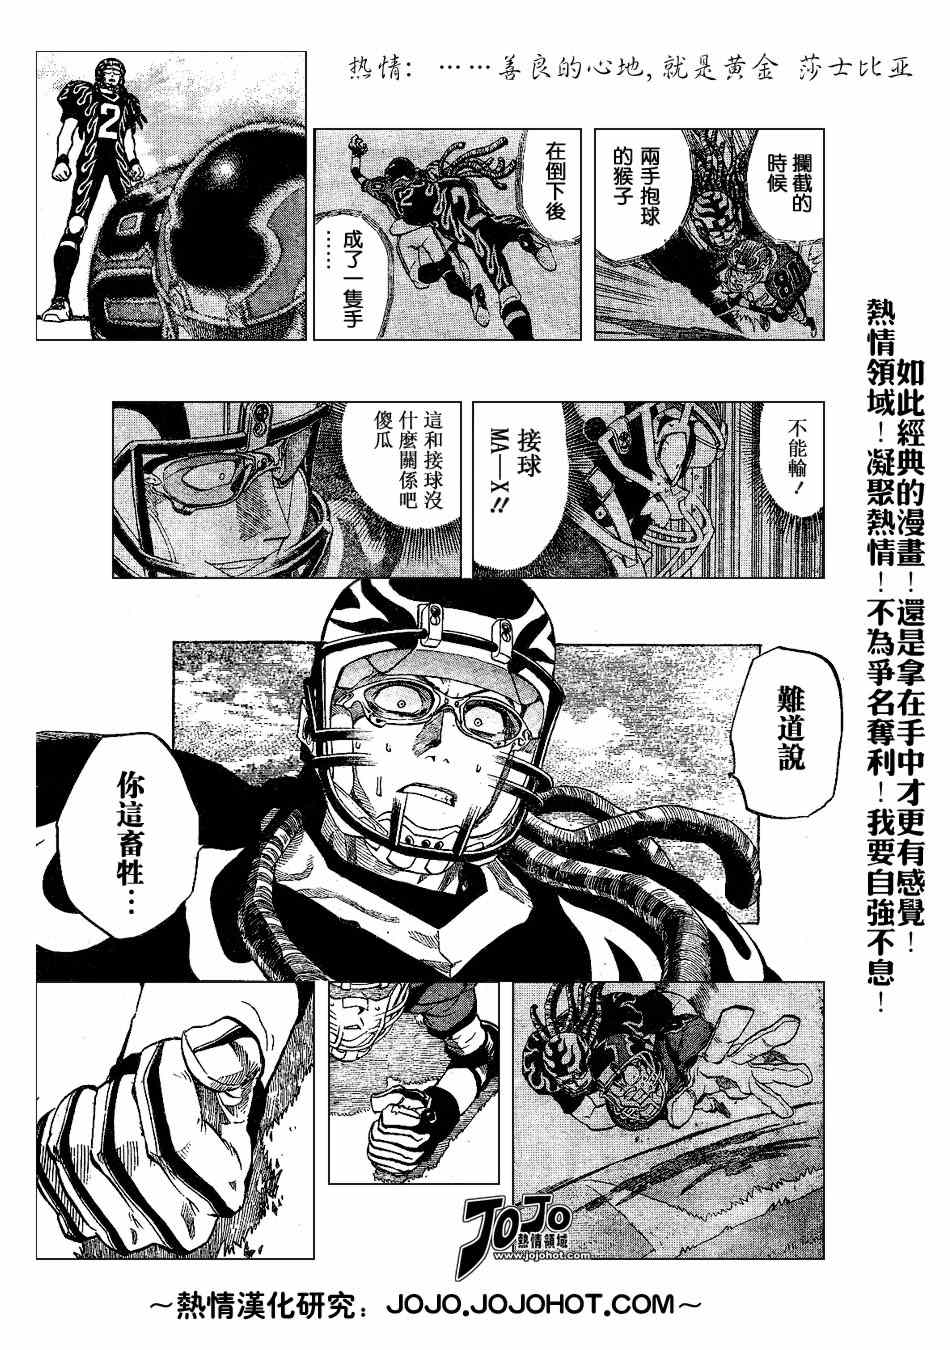 热情：……善良的心地,就是黄金 莎士比亚
攔截的
時候
兩手抱球
的猴子
在倒下後
成了一隻手
……
2
80
不能輸！
接球
MA—X!!
這和接球沒
什麼關係吧
傻瓜
難道說
你這畜牲…
如此經典的漫畫！還是拿在手中才更有感覺！
熱情領域！凝聚熱情！不為爭名奪利！我要自強不息！
JoJo
熱情領域
www.jojohot.com
～熱情漢化研究：JOJO.JOJOHOT.COM～